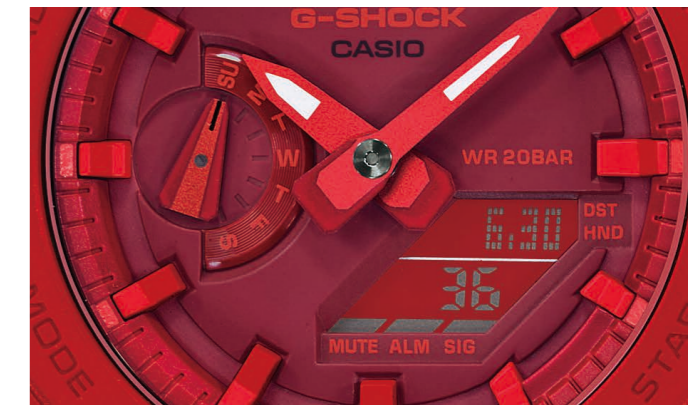 G-SHOCK
CASIO
SU
M
T
W
T
F
S
WR 20BAR
6.30
DST
HND
36
MUTE ALM SIG
MODE